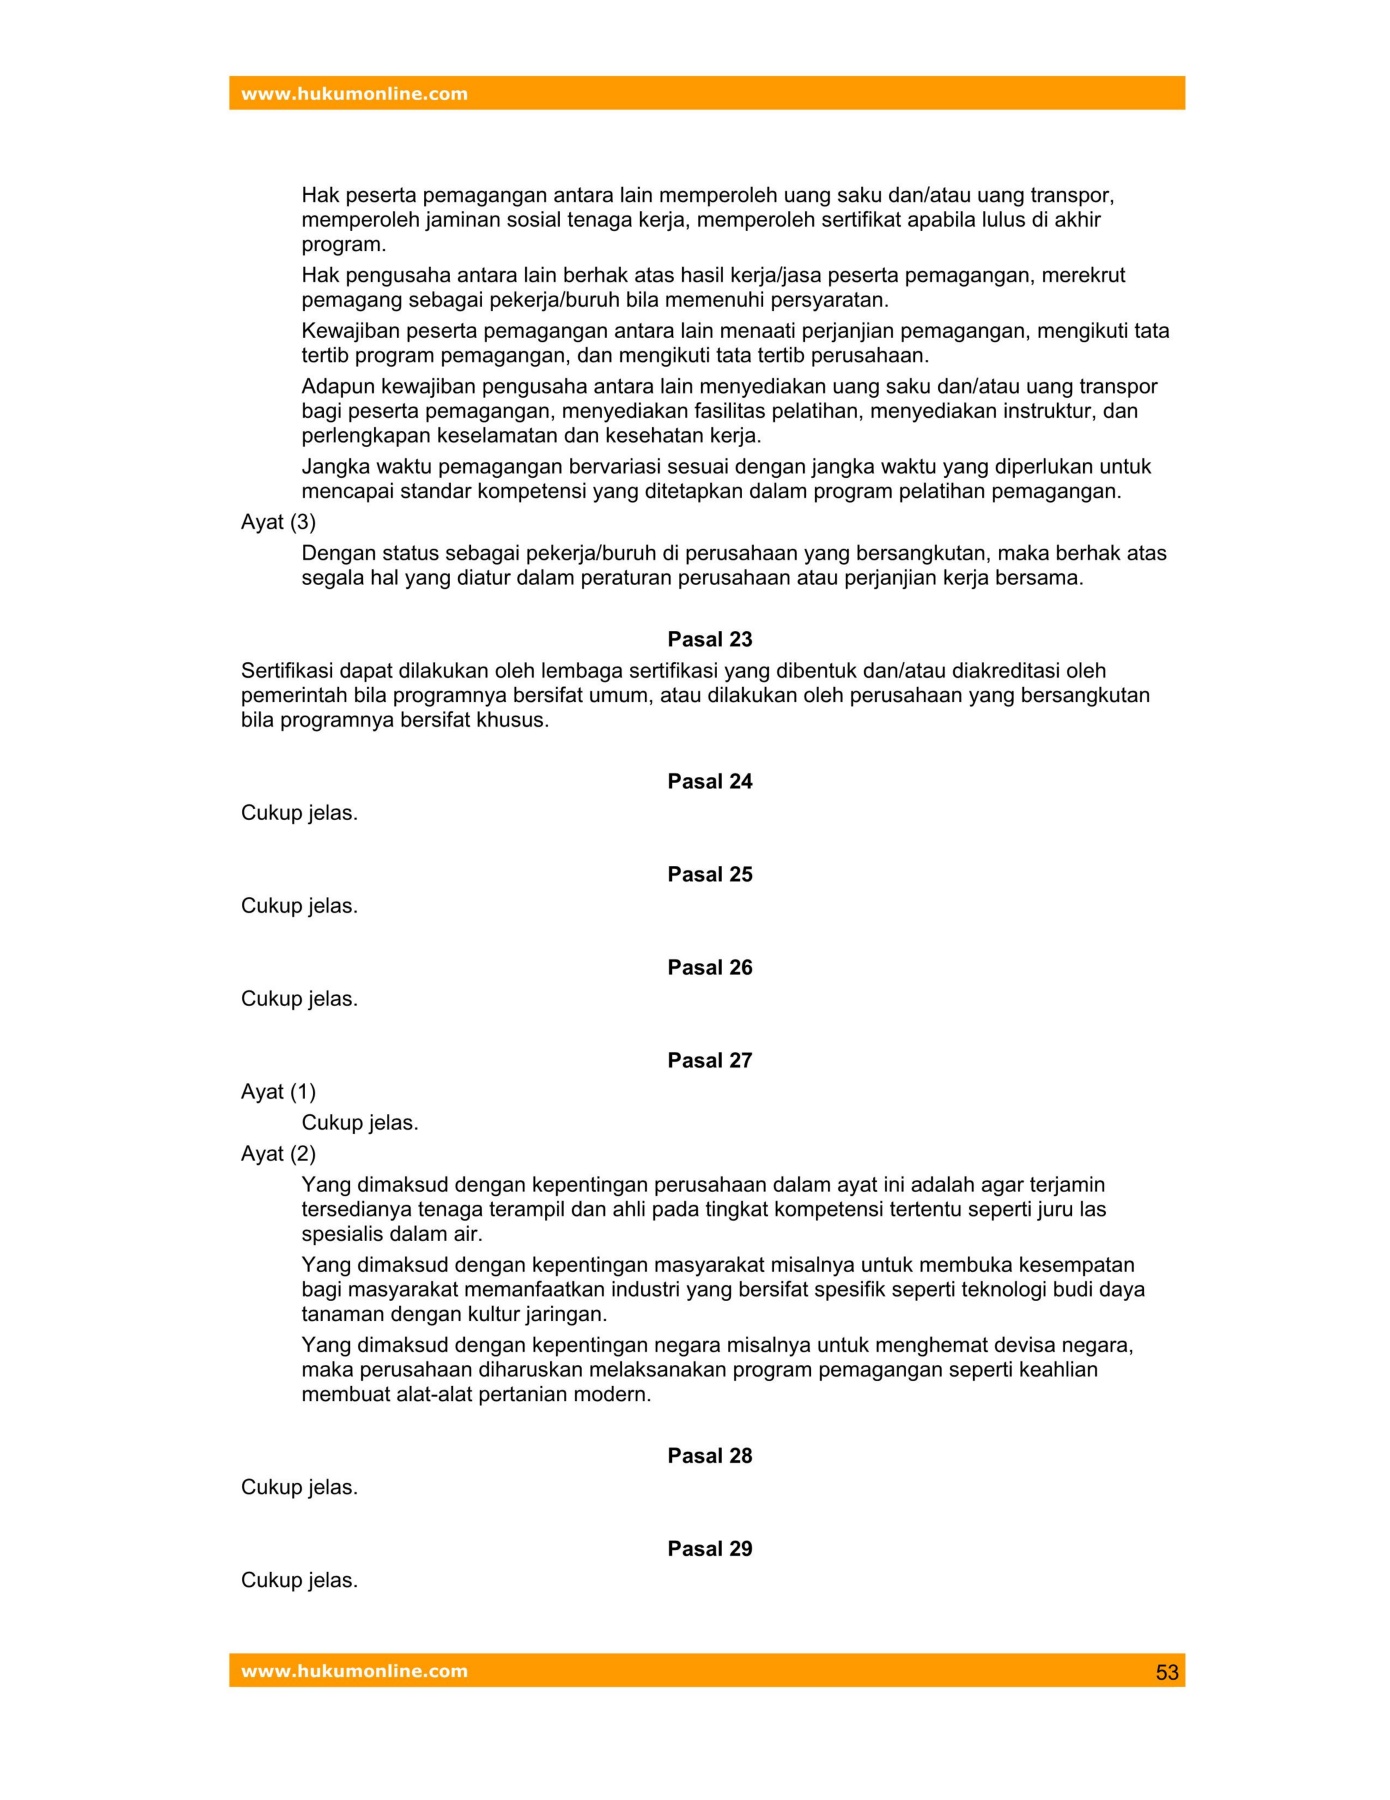 www.hukumonline.com
Hak peserta pemagangan antara lain memperoleh uang saku dan/atau uang transpor,
memperoleh jaminan sosial tenaga kerja, memperoleh sertifikat apabila lulus di akhir
program.
Hak pengusaha antara lain berhak atas hasil kerja/jasa peserta pemagangan, merekrut
pemagang sebagai pekerja/buruh bila memenuhi persyaratan.
Kewajiban peserta pemagangan antara lain menaati perjanjian pemagangan, mengikuti tata
tertib program pemagangan, dan mengikuti tata tertib perusahaan.
Adapun kewajiban pengusaha antara lain menyediakan uang saku dan/atau uang transpor
bagi peserta pemagangan, menyediakan fasilitas pelatihan, menyediakan instruktur, dan
perlengkapan keselamatan dan kesehatan kerja.
Jangka waktu pemagangan bervariasi sesuai dengan jangka waktu yang diperlukan untuk
mencapai standar kompetensi yang ditetapkan dalam program pelatihan pemagangan.
Ayat (3)
Dengan status sebagai pekerja/buruh di perusahaan yang bersangkutan, maka berhak atas
segala hal yang diatur dalam peraturan perusahaan atau perjanjian kerja bersama.
Pasal 23
Sertifikasi dapat dilakukan oleh lembaga sertifikasi yang dibentuk dan/atau diakreditasi oleh
pemerintah bila programnya bersifat umum, atau dilakukan oleh perusahaan yang bersangkutan
bila programnya bersifat khusus.
Pasal 24
Cukup jelas.
Pasal 25
Cukup jelas.
Pasal 26
Cukup jelas.
Pasal 27
Ayat (1)
Cukup jelas.
Ayat (2)
Yang dimaksud dengan kepentingan perusahaan dalam ayat ini adalah agar terjamin
tersedianya tenaga terampil dan ahli pada tingkat kompetensi tertentu seperti juru las
spesialis dalam air.
Yang dimaksud dengan kepentingan masyarakat misalnya untuk membuka kesempatan
bagi masyarakat memanfaatkan industri yang bersifat spesifik seperti teknologi budi daya
tanaman dengan kultur jaringan.
Yang dimaksud dengan kepentingan negara misalnya untuk menghemat devisa negara,
maka perusahaan diharuskan melaksanakan program pemagangan seperti keahlian
membuat alat-alat pertanian modern.
Pasal 28
Cukup jelas.
Pasal 29
Cukup jelas.
www.hukumonline.com 53